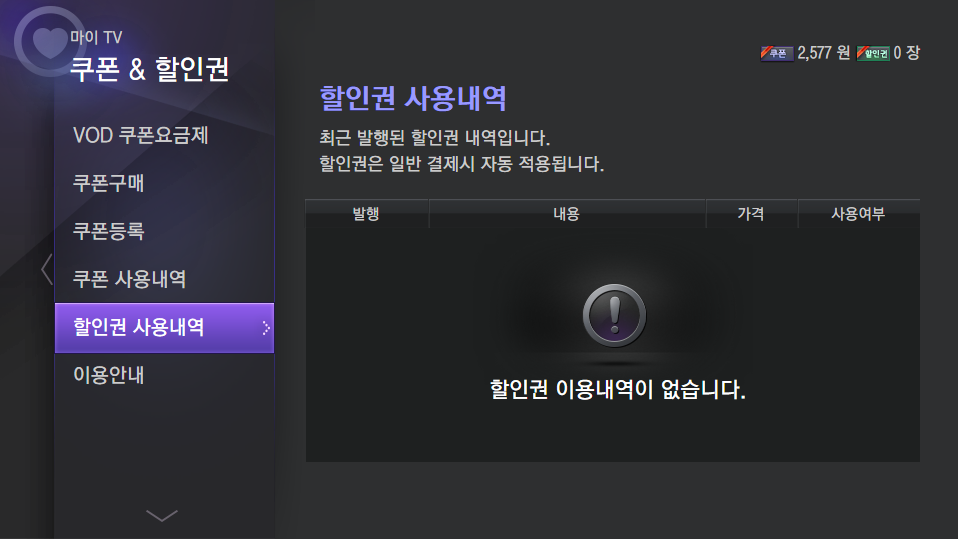 마이 TV
쿠폰 & 할인권
VOD 쿠폰요금제
쿠폰구매
쿠폰등록
쿠폰 사용내역
할인권 사용내역
이용안내
쿠폰 2,577 원 할인권 0 장
할인권 사용내역
최근 발행된 할인권 내역입니다.
할인권은 일반 결제시 자동 적용됩니다.
발행 내용 가격 사용여부
할인권 이용내역이 없습니다.